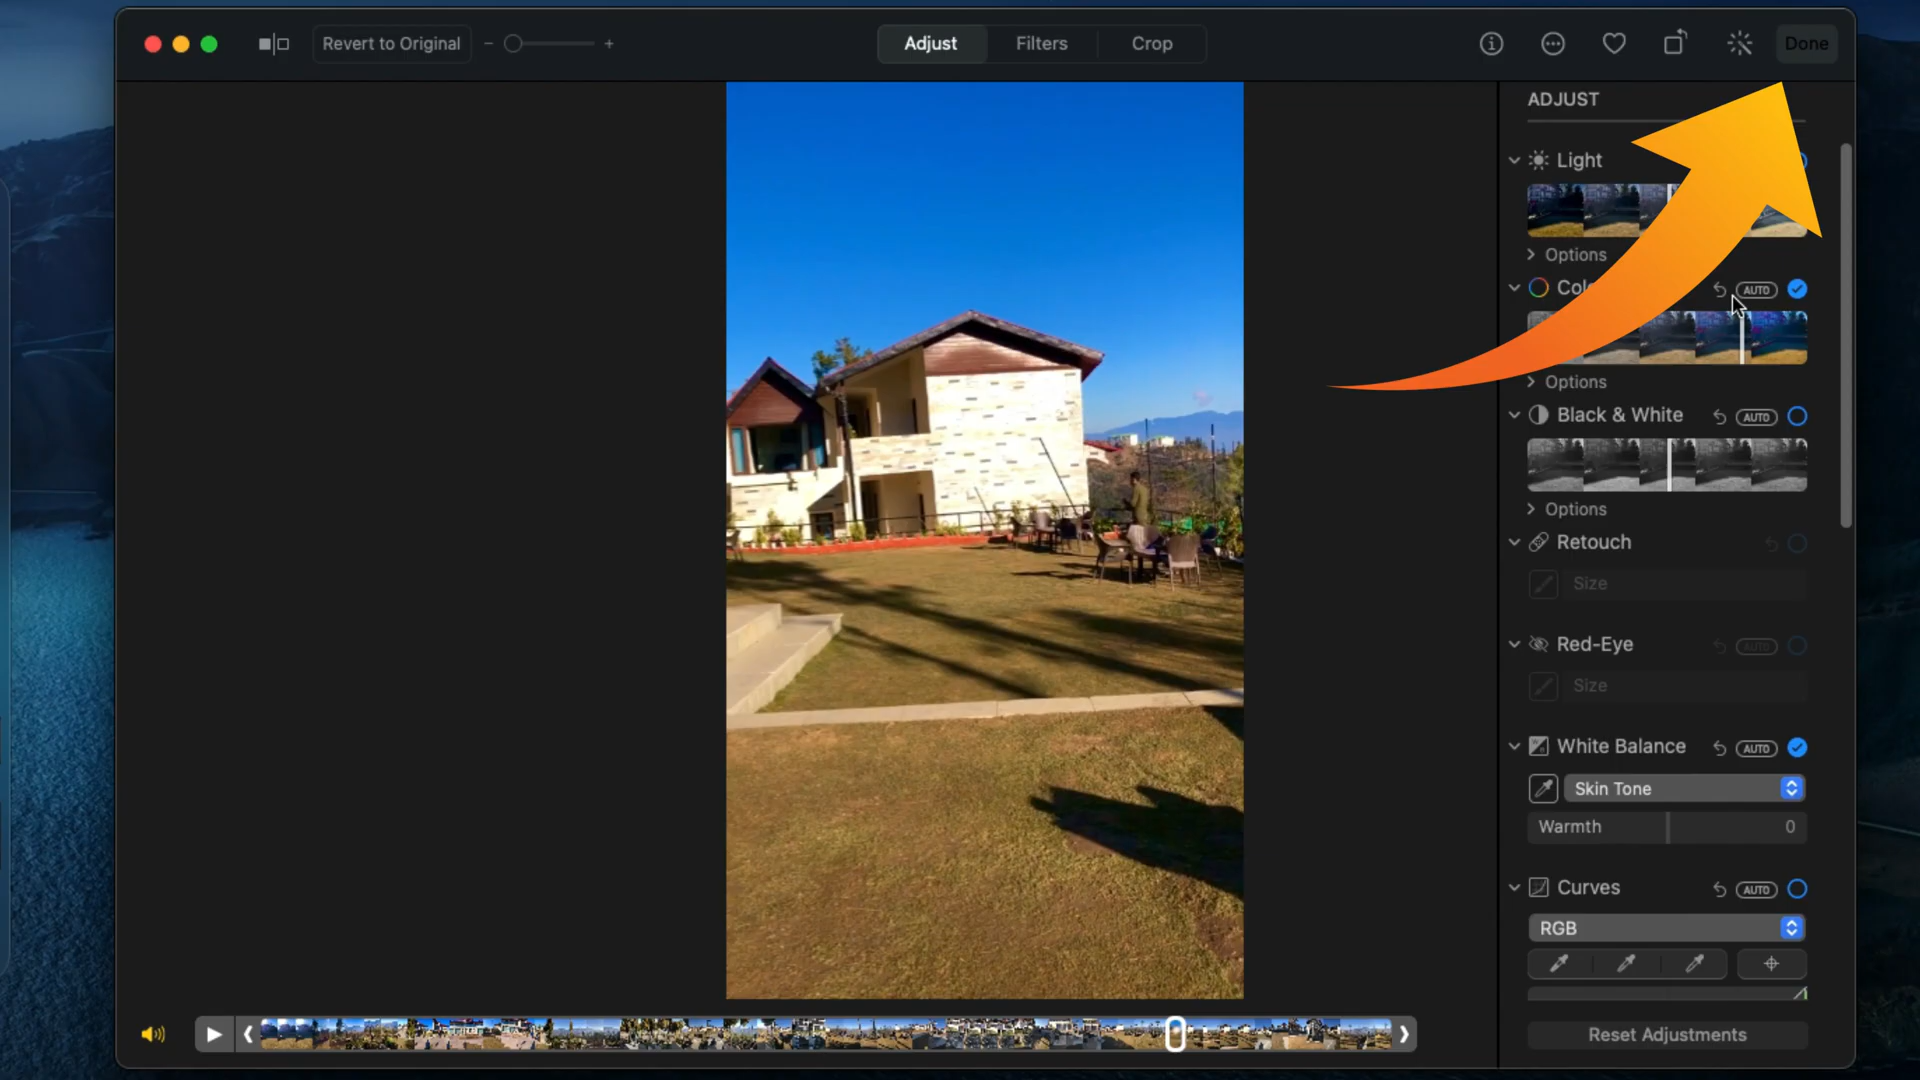 Revert to Original
Adjust
Filters
Crop
Done
ADJUST
Light
Options
AUTO
Options
Black & White
AUTO
Options
Retouch
Size
Red-Eye
AUTO
Size
White Balance
AUTO
Skin Tone
Warmth
0
Curves
AUTO
RGB
Reset Adjustments